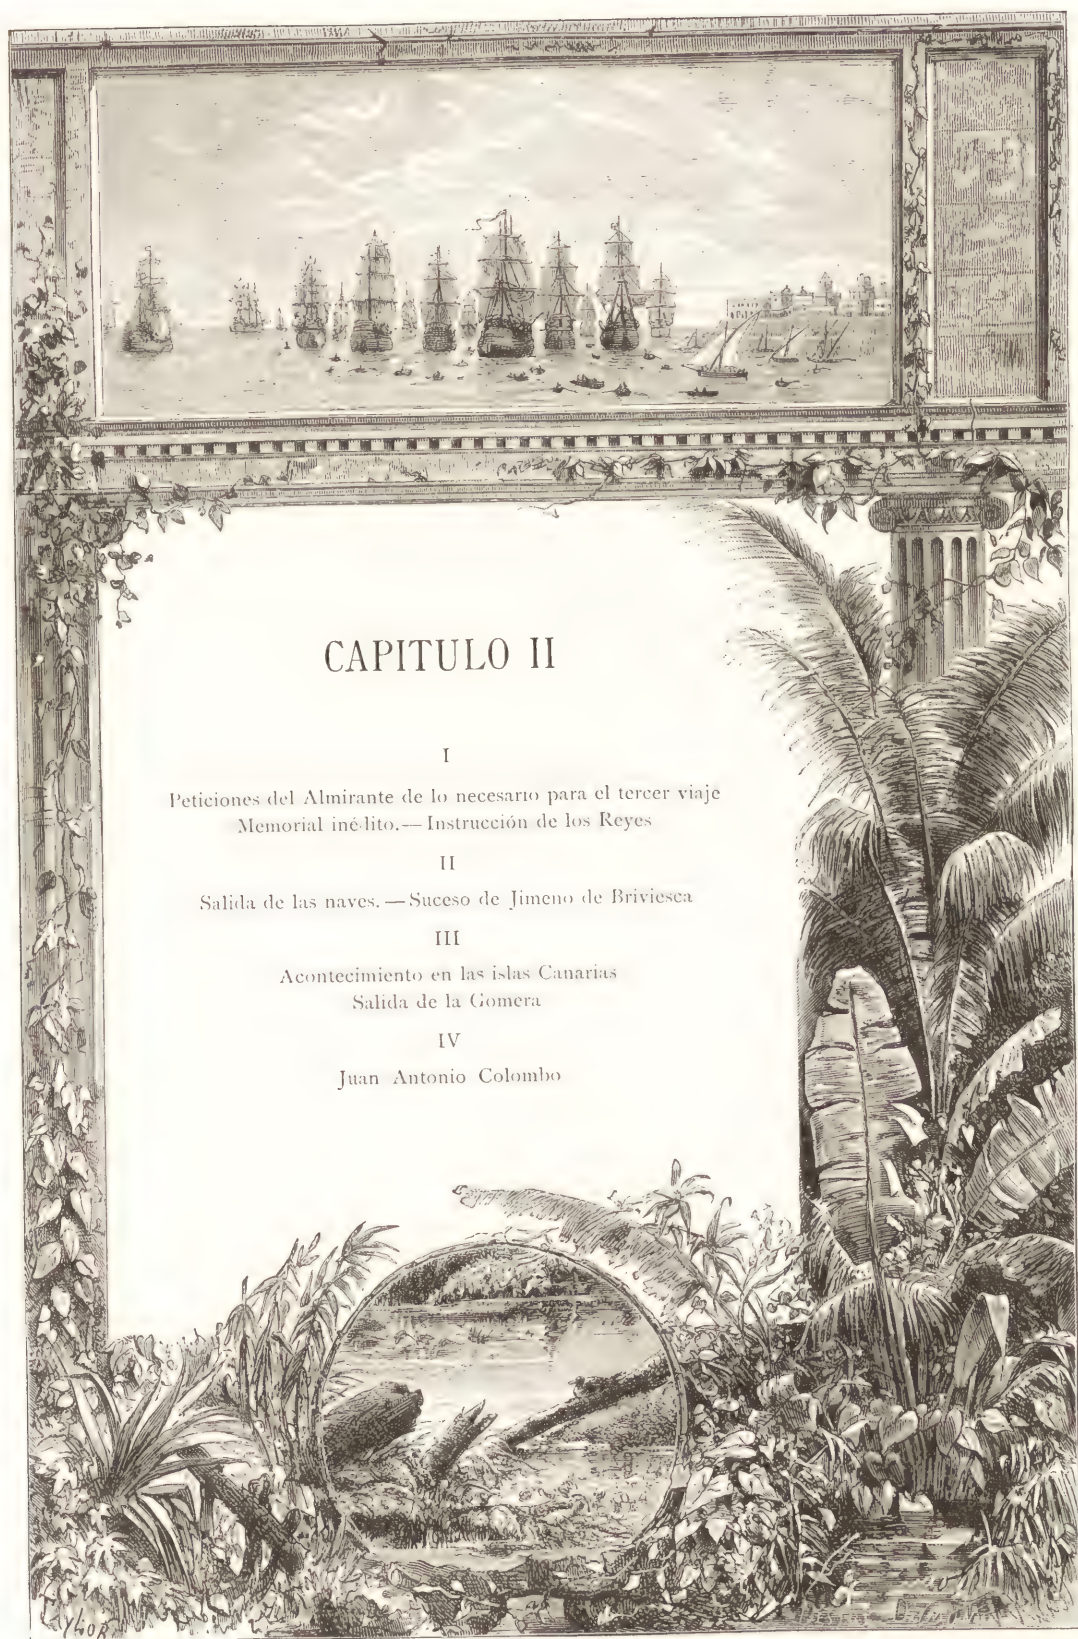 CAPITULO II
I
Peticiones del Almirante de lo necesario para el tercer viaje
Memorial inédito.—Instrucción de los Reyes
II
Salida de las naves.—Suceso de Jimeno de Briviesca
III
Acontecimiento en las islas Canarias
Salida de la Gomera
IV
Juan Antonio Colombo